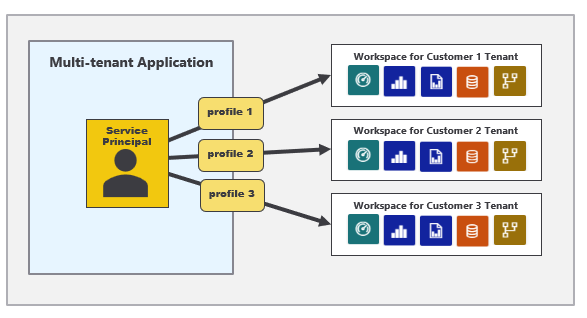 Multi-tenant Application
Service
Principal
profile 1
profile 2
profile 3
Workspace for Customer 1 Tenant
Workspace for Customer 2 Tenant
Workspace for Customer 3 Tenant